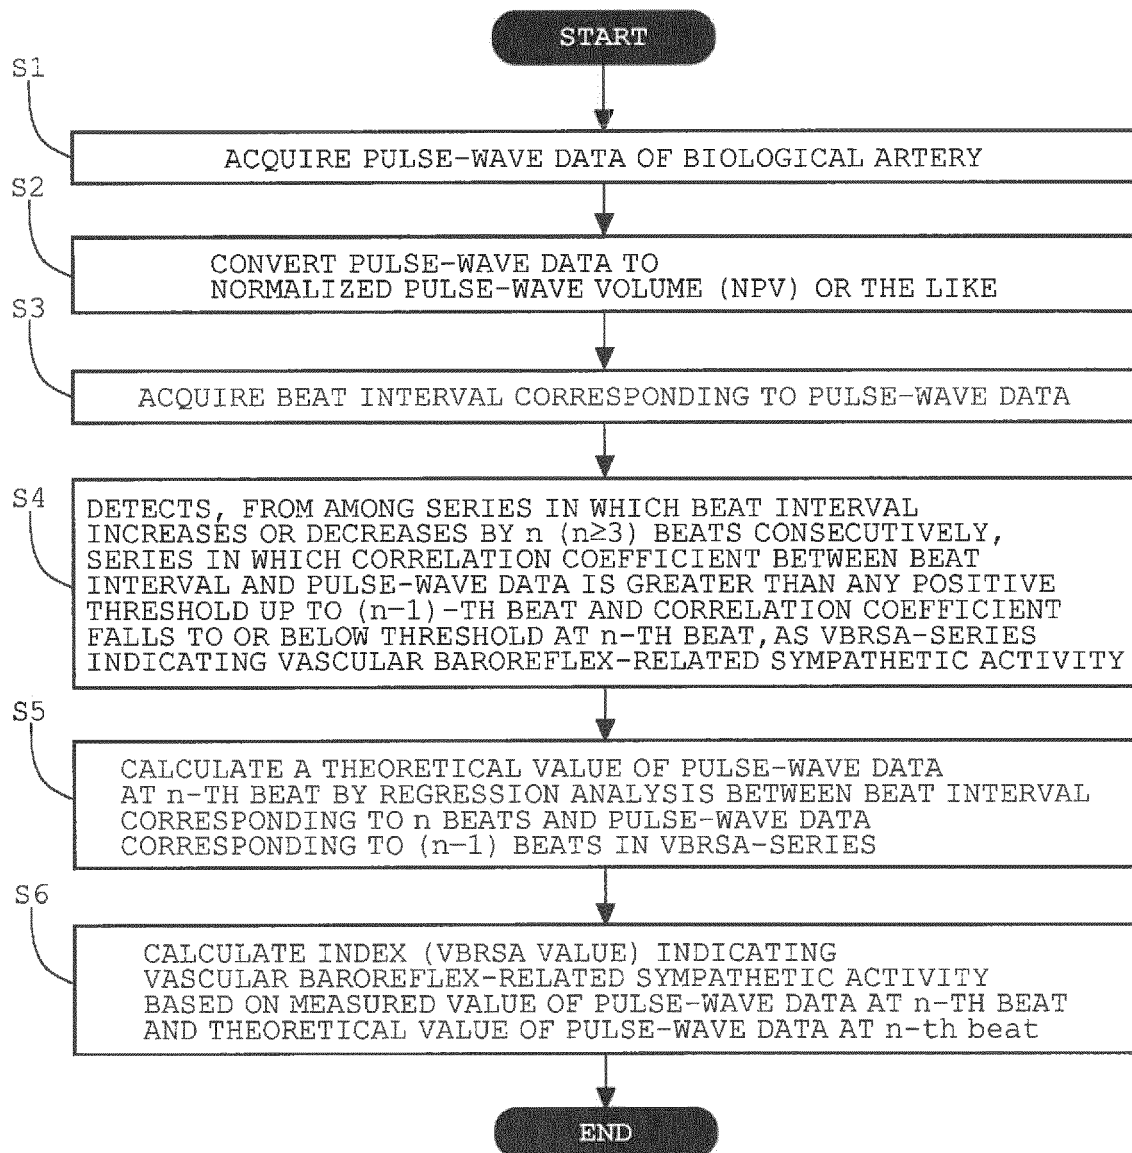 START
S1
ACQUIRE PULSE-WAVE DATA OF BIOLOGICAL ARTERY
S2
CONVERT PULSE-WAVE DATA TO
NORMALIZED PULSE-WAVE VOLUME (NPV) OR THE LIKE
S3
ACQUIRE BEAT INTERVAL CORRESPONDING TO PULSE-WAVE DATA
S4
DETECTS, FROM AMONG SERIES IN WHICH BEAT INTERVAL
INCREASES OR DECREASES BY n (n≥3) BEATS CONSECUTIVELY,
SERIES IN WHICH CORRELATION COEFFICIENT BETWEEN BEAT
INTERVAL AND PULSE-WAVE DATA IS GREATER THAN ANY POSITIVE
THRESHOLD UP TO (n-1)-TH BEAT AND CORRELATION COEFFICIENT
FALLS TO OR BELOW THRESHOLD AT n-TH BEAT, AS VBRSA-SERIES
INDICATING VASCULAR BAROREFLEX-RELATED SYMPATHETIC ACTIVITY
S5
CALCULATE A THEORETICAL VALUE OF PULSE-WAVE DATA
AT n-TH BEAT BY REGRESSION ANALYSIS BETWEEN BEAT INTERVAL
CORRESPONDING TO n BEATS AND PULSE-WAVE DATA
CORRESPONDING TO (n-1) BEATS IN VBRSA-SERIES
S6
CALCULATE INDEX (VBRSA VALUE) INDICATING
VASCULAR BAROREFLEX-RELATED SYMPATHETIC ACTIVITY
BASED ON MEASURED VALUE OF PULSE-WAVE DATA AT n-TH BEAT
AND THEORETICAL VALUE OF PULSE-WAVE DATA AT n-th beat
END